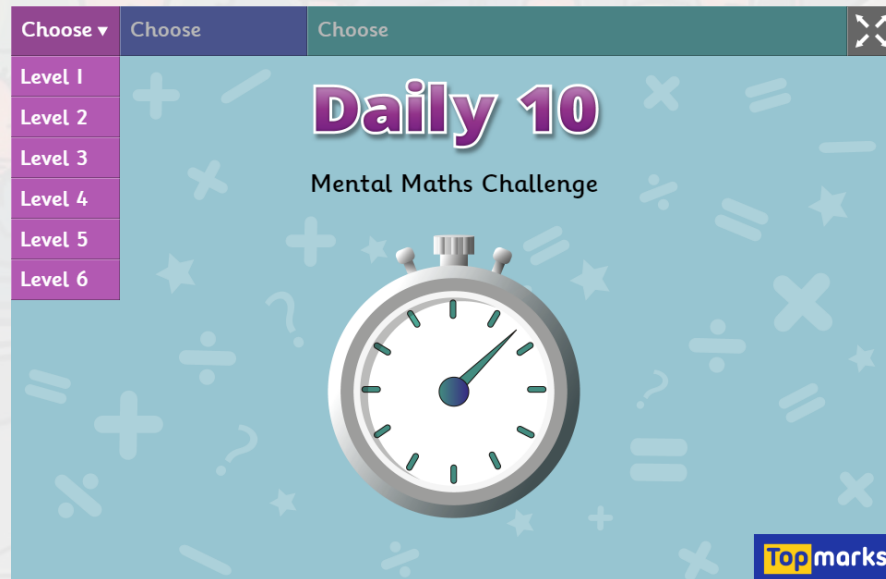 Choose ▾ Choose Choose
Level 1
Level 2
Level 3
Level 4
Level 5
Level 6
Daily 10
Mental Maths Challenge
Topmarks